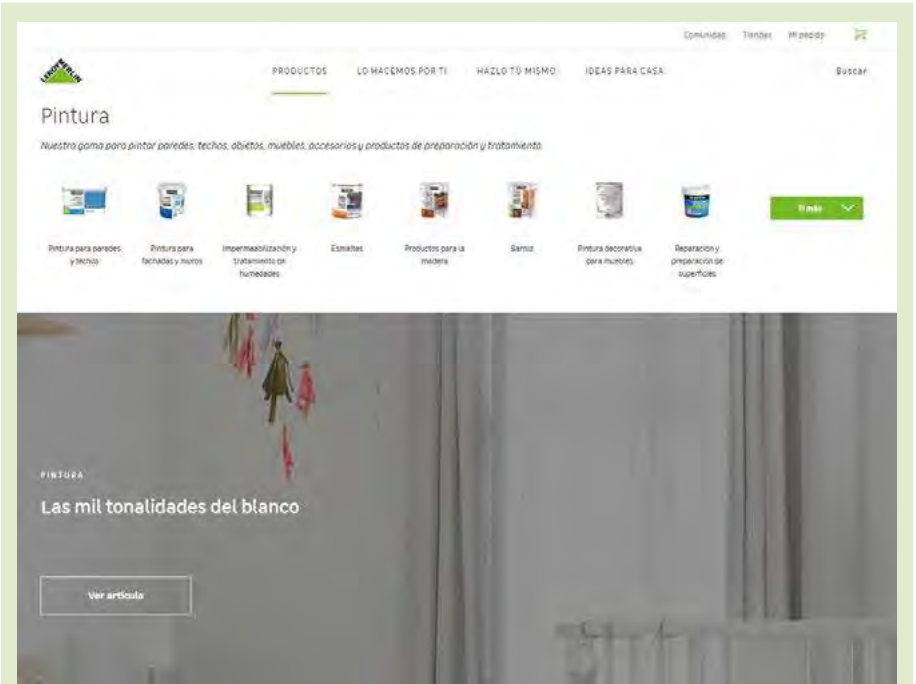 Comunidad Tiendas Mi pedido
LEROY MERLIN
PRODUCTOS LO HACEMOS POR TI HAZLO TÚ MISMO IDEAS PARA CASA Buscar
Pintura
Nuestra gama para pintar paredes, techos, objetos, muebles, accesorios y productos de preparación y tratamiento.
Pintura para paredes
y techos
Pintura para
fachadas y muros
Impermeabilización y
tratamiento de
humedades
Esmaltes
Productos para la
madera
Barniz
Pintura decorativa
para muebles
Reparación y
preparación de
superficies
11 más
PINTURA
Las mil tonalidades del blanco
Ver artículo